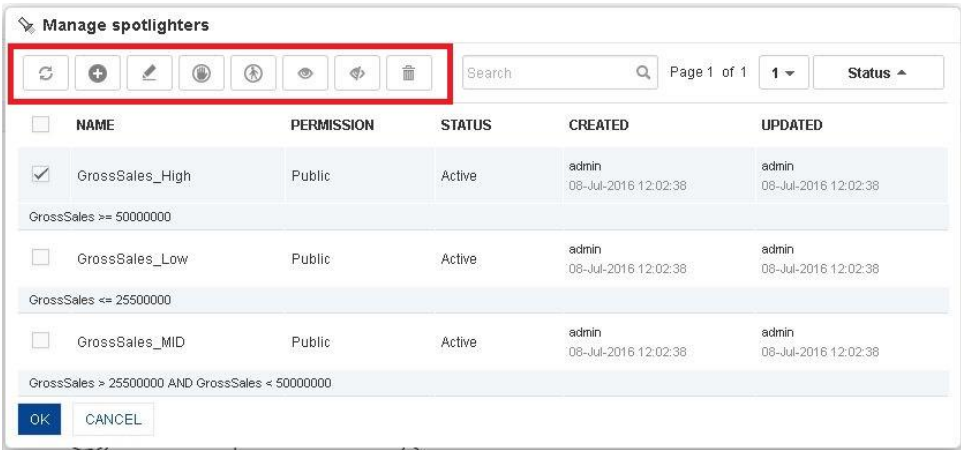 Manage spotlighters
Search
Page 1 of 1
1
Status
NAME PERMISSION STATUS CREATED UPDATED
GrossSales_High Public Active admin admin
08-Jul-2016 12:02:38 08-Jul-2016 12:02:38
GrossSales >= 50000000
GrossSales_Low Public Active admin admin
08-Jul-2016 12:02:38 08-Jul-2016 12:02:38
GrossSales <= 25500000
GrossSales_MID Public Active admin admin
08-Jul-2016 12:02:38 08-Jul-2016 12:02:38
GrossSales > 25500000 AND GrossSales < 50000000
OK CANCEL